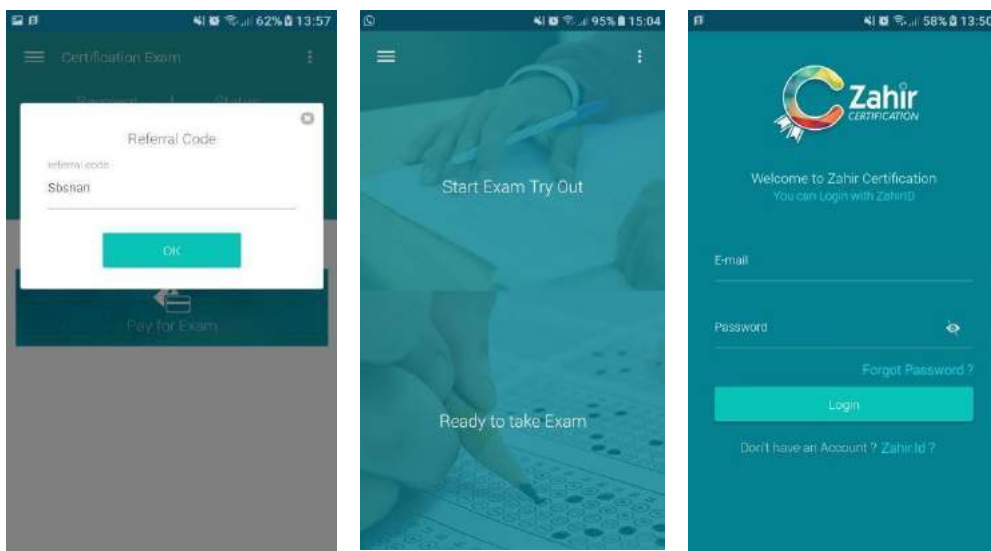 62% 13:57
Certification Exam
Payment Status
Referral Code
referral code
Sbsnan
OK
Pay for Exam
95% 15:04
Start Exam Try Out
Ready to take Exam
58% 13:50
Zahir
CERTIFICATION
Welcome to Zahir Certification
You can Login with ZahirID
E-mail
Password
Forgot Password ?
Login
Don't have an Account ? Zahir.Id ?